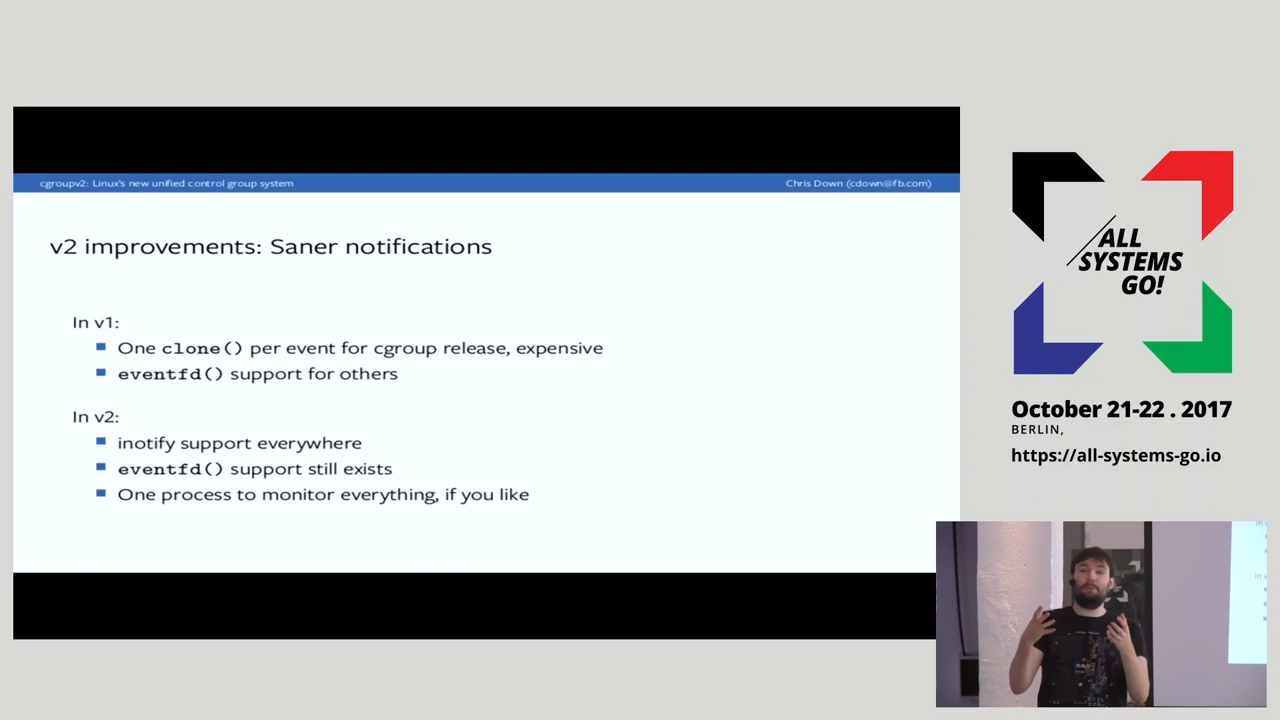 cgroupv2: Linux's new unified control group system
Chris Down (cdown@fb.com)
v2 improvements: Saner notifications
In v1:
One clone() per event for cgroup release, expensive
eventfd() support for others
In v2:
inotify support everywhere
eventfd() support still exists
One process to monitor everything, if you like
ALL
SYSTEMS
GO!
October 21-22 . 2017
BERLIN,
https://all-systems-go.io